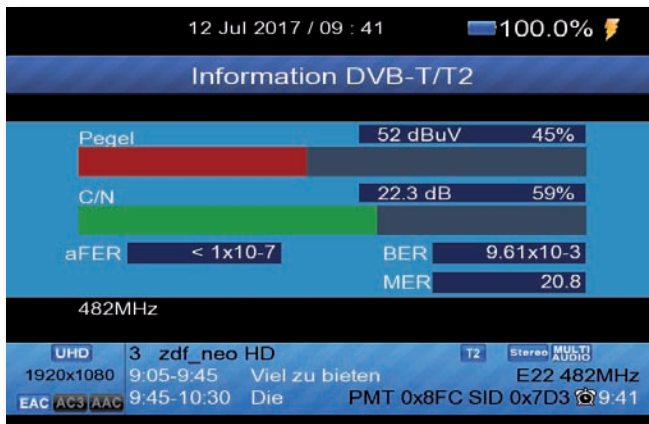 12 Jul 2017 / 09 : 41 100.0%
Information DVB-T/T2
Pegel 52 dBuV 45%
C/N 22.3 dB 59%
aFER < 1x10-7 BER 9.61x10-3
MER 20.8
482MHz
UHD 3 zdf_neo HD T2 Stereo MULTI AUDIO
1920x1080 9:05-9:45 Viel zu bieten E22 482MHz
EAC AC3 AAC 9:45-10:30 Die PMT 0x8FC SID 0x7D3 9:41